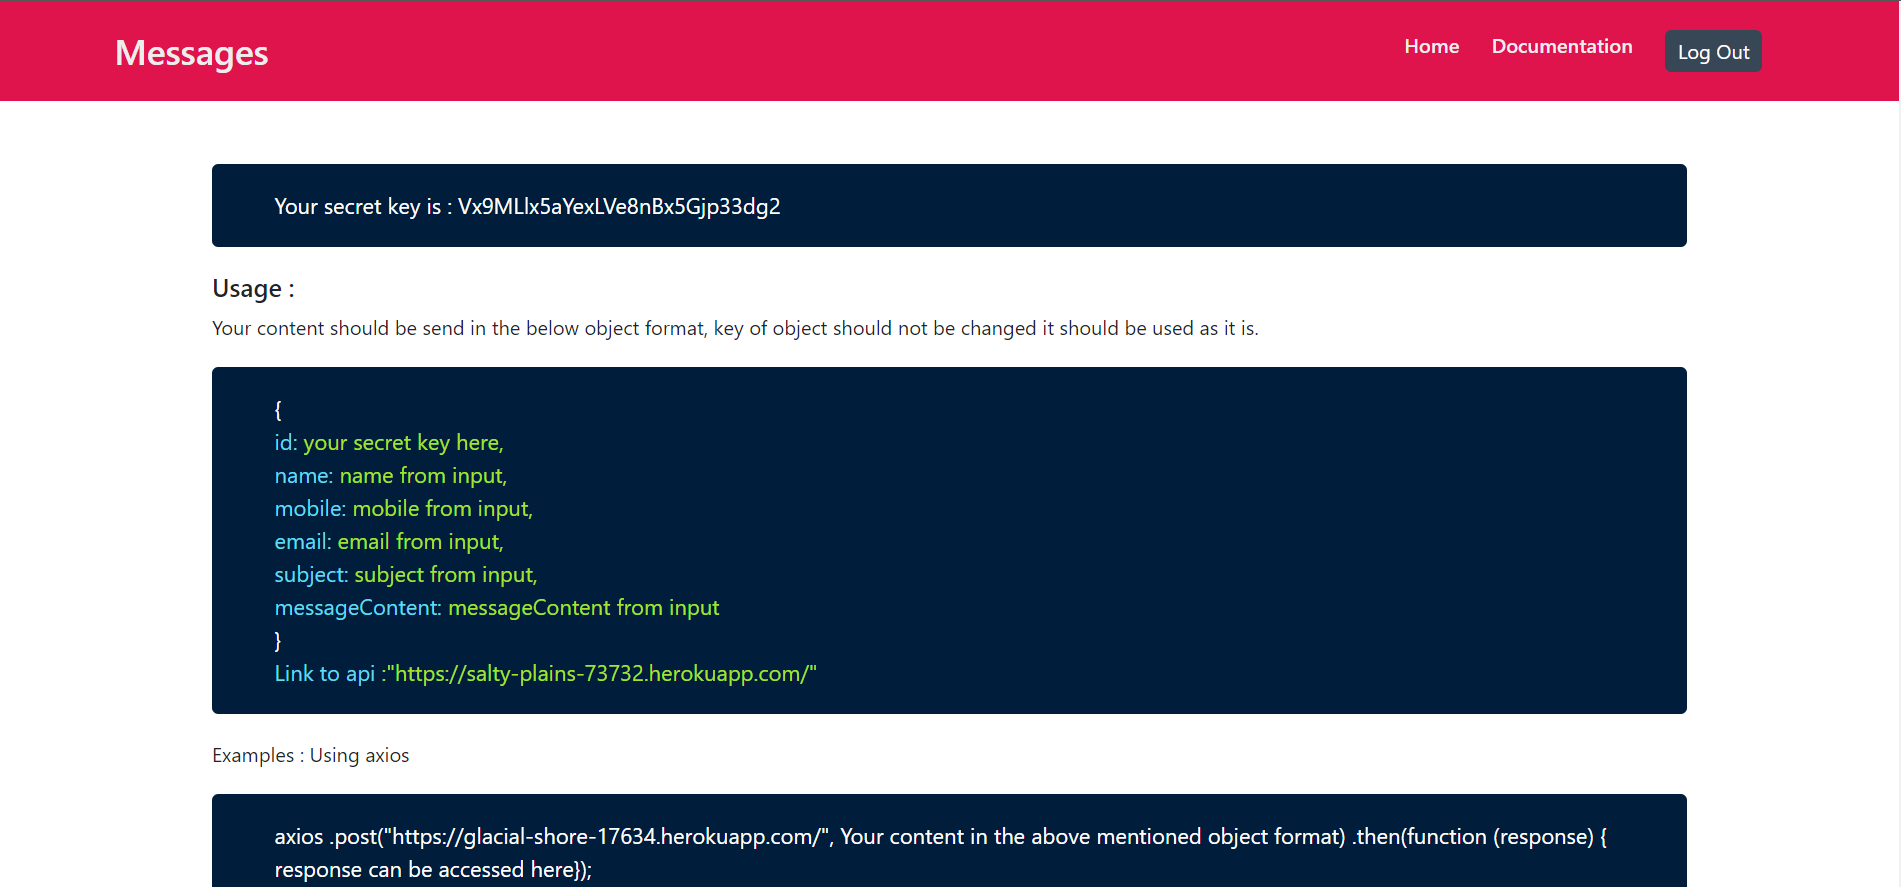 Messages
Home Documentation Log Out
Your secret key is : Vx9MLlx5aYexLVe8nBx5Gjp33dg2
Usage :
Your content should be send in the below object format, key of object should not be changed it should be used as it is.
{
id: your secret key here,
name: name from input,
mobile: mobile from input,
email: email from input,
subject: subject from input,
messageContent: messageContent from input
}
Link to api :"https://salty-plains-73732.herokuapp.com/"
Examples : Using axios
axios .post("https://glacial-shore-17634.herokuapp.com/", Your content in the above mentioned object format) .then(function (response) {
response can be accessed here});